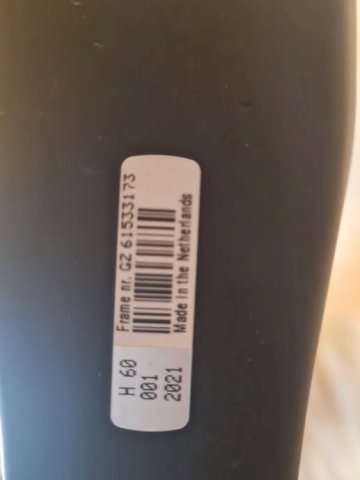 Frame nr. GZ 61533173
Made in the Netherlands
H 60
001
2021